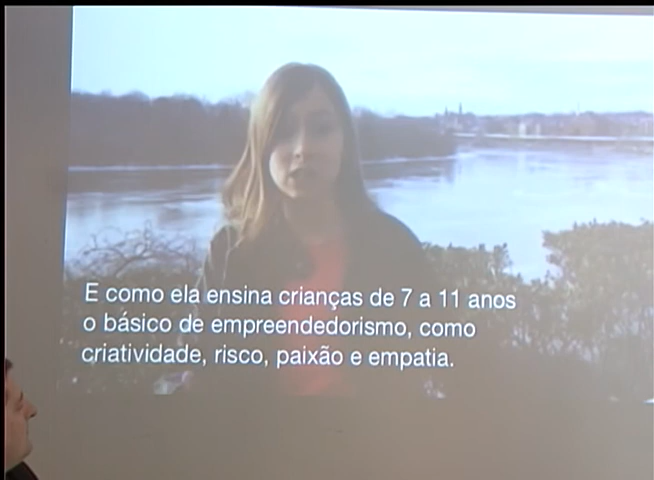 E como ela ensina crianças de 7 a 11 anos
o básico de empreendedorismo, como
criatividade, risco, paixão e empatia.